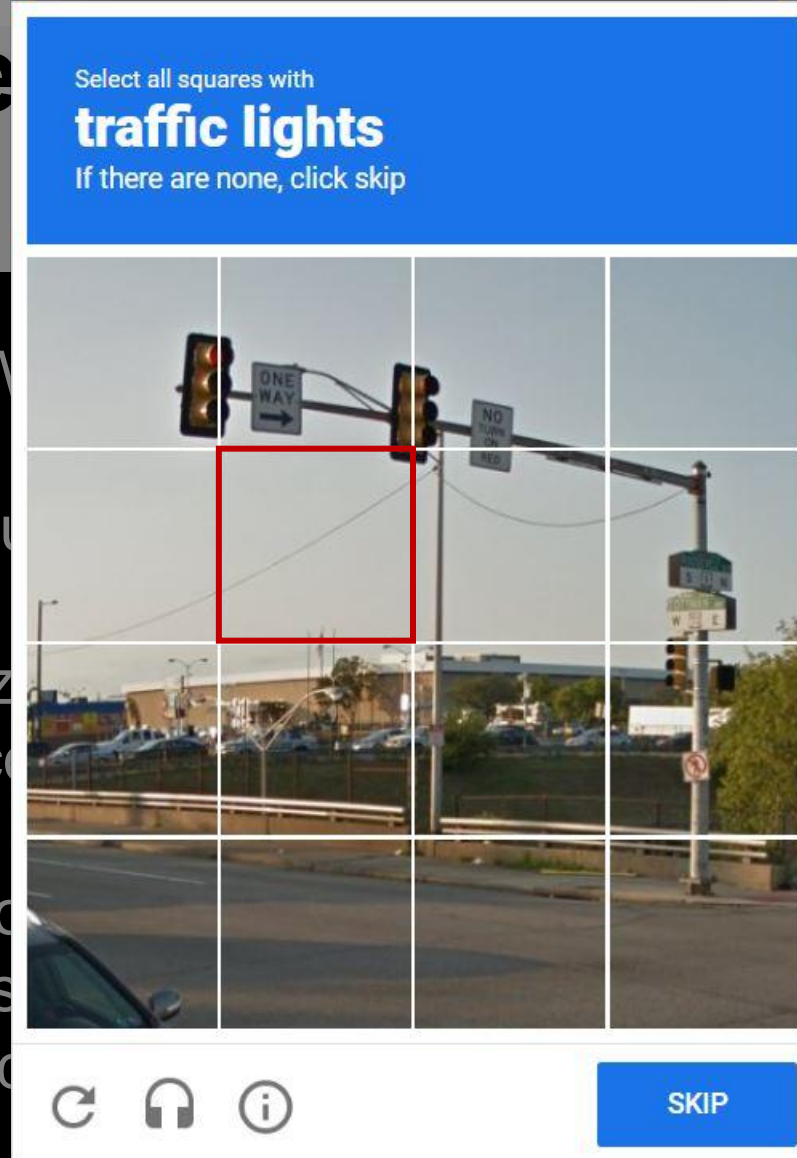 Select all squares with
traffic lights
If there are none, click skip
ONE
WAY
NO
TURN
ON
RED
S N
W E
SKIP